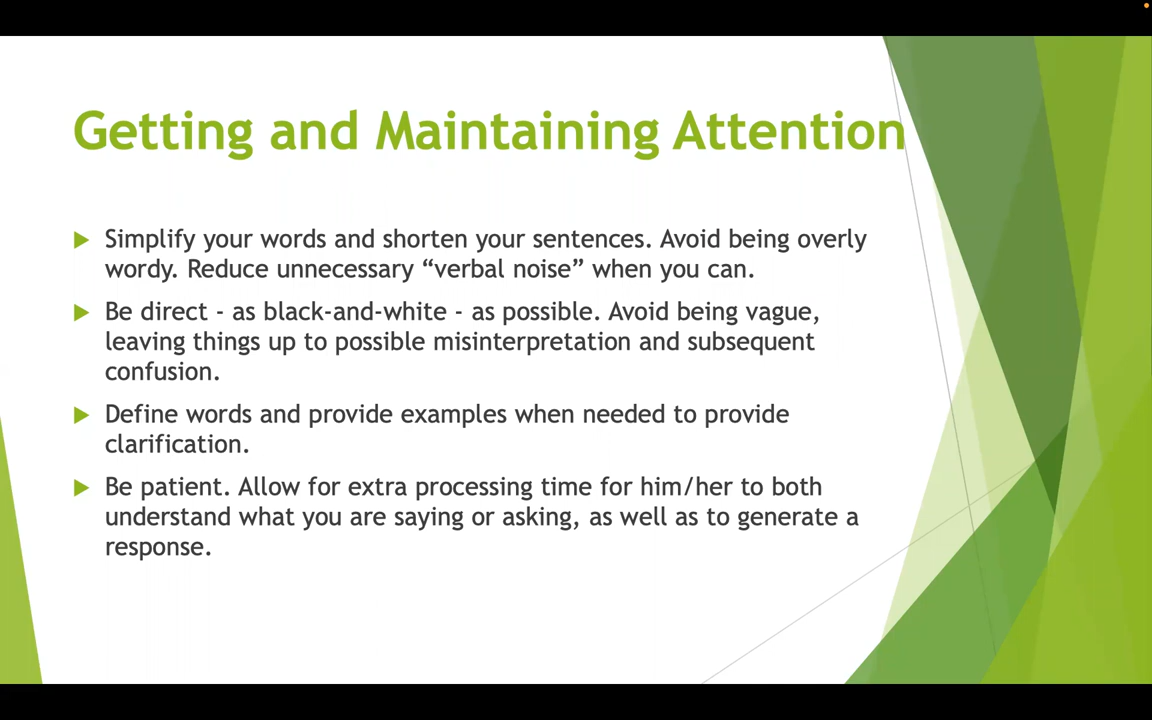 Getting and Maintaining Attention
Simplify your words and shorten your sentences. Avoid being overly
wordy. Reduce unnecessary “verbal noise” when you can.
Be direct - as black-and-white - as possible. Avoid being vague,
leaving things up to possible misinterpretation and subsequent
confusion.
Define words and provide examples when needed to provide
clarification.
Be patient. Allow for extra processing time for him/her to both
understand what you are saying or asking, as well as to generate a
response.